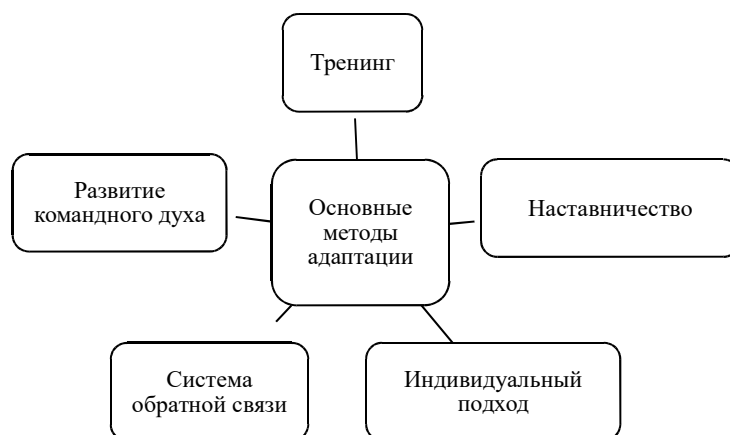 Тренинг
Развитие
командного духа
Основные
методы
адаптации
Наставничество
Система
обратной связи
Индивидуальный
подход